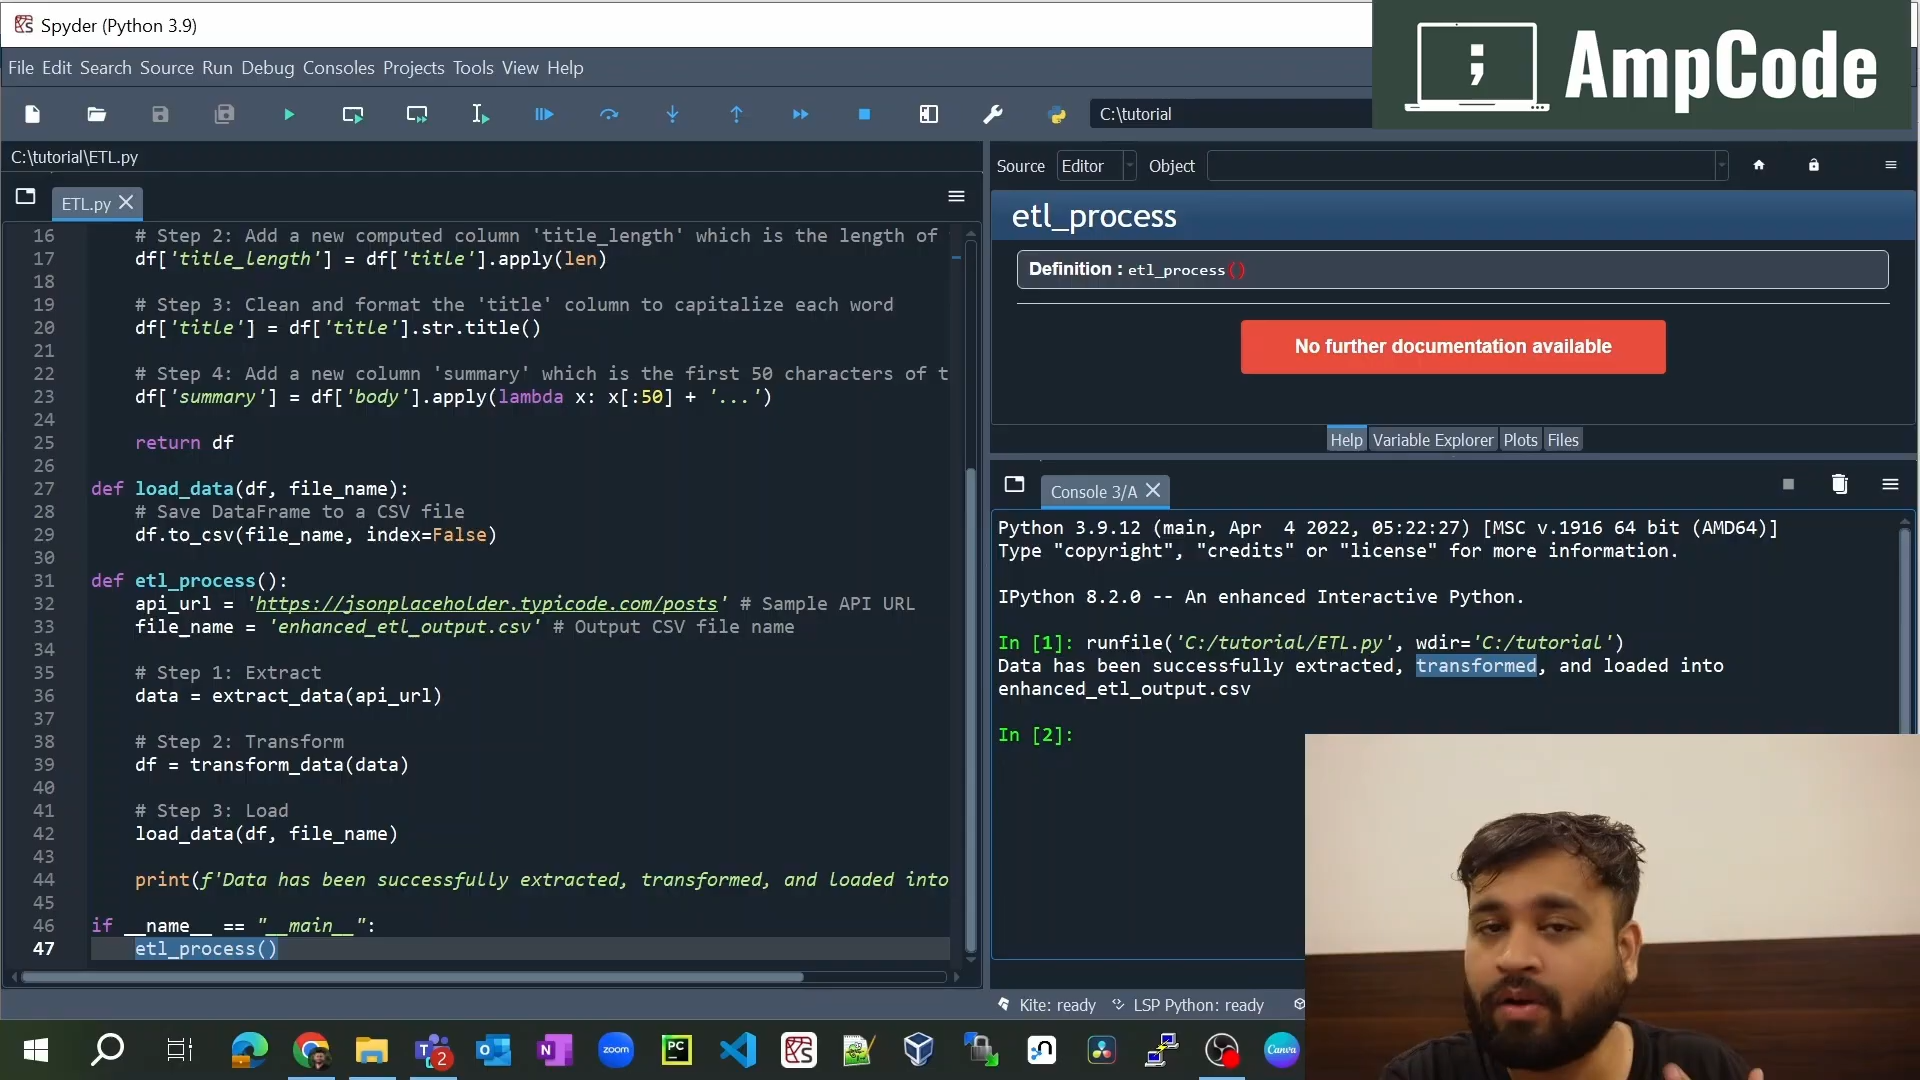 Spyder (Python 3.9)
; AmpCode
File Edit Search Source Run Debug Consoles Projects Tools View Help
C:\tutorial
C:\tutorial\ETL.py
ETL.py
16 # Step 2: Add a new computed column 'title_length' which is the length of
17 df['title_length'] = df['title'].apply(len)
18
19 # Step 3: Clean and format the 'title' column to capitalize each word
20 df['title'] = df['title'].str.title()
21
22 # Step 4: Add a new column 'summary' which is the first 50 characters of t
23 df['summary'] = df['body'].apply(lambda x: x[:50] + '...')
24
25 return df
26
27 def load_data(df, file_name):
28 # Save DataFrame to a CSV file
29 df.to_csv(file_name, index=False)
30
31 def etl_process():
32 api_url = 'https://jsonplaceholder.typicode.com/posts' # Sample API URL
33 file_name = 'enhanced_etl_output.csv' # Output CSV file name
34
35 # Step 1: Extract
36 data = extract_data(api_url)
37
38 # Step 2: Transform
39 df = transform_data(data)
40
41 # Step 3: Load
42 load_data(df, file_name)
43
44 print(f'Data has been successfully extracted, transformed, and loaded into
45
46 if __name__ == "__main__":
47 etl_process()
Source Editor Object
etl_process
Definition : etl_process()
No further documentation available
Help Variable Explorer Plots Files
Console 3/A
Python 3.9.12 (main, Apr 4 2022, 05:22:27) [MSC v.1916 64 bit (AMD64)]
Type "copyright", "credits" or "license" for more information.
IPython 8.2.0 -- An enhanced Interactive Python.
In [1]: runfile('C:/tutorial/ETL.py', wdir='C:/tutorial')
Data has been successfully extracted, transformed, and loaded into
enhanced_etl_output.csv
In [2]:
Kite: ready LSP Python: ready
2 zoom PC Canva